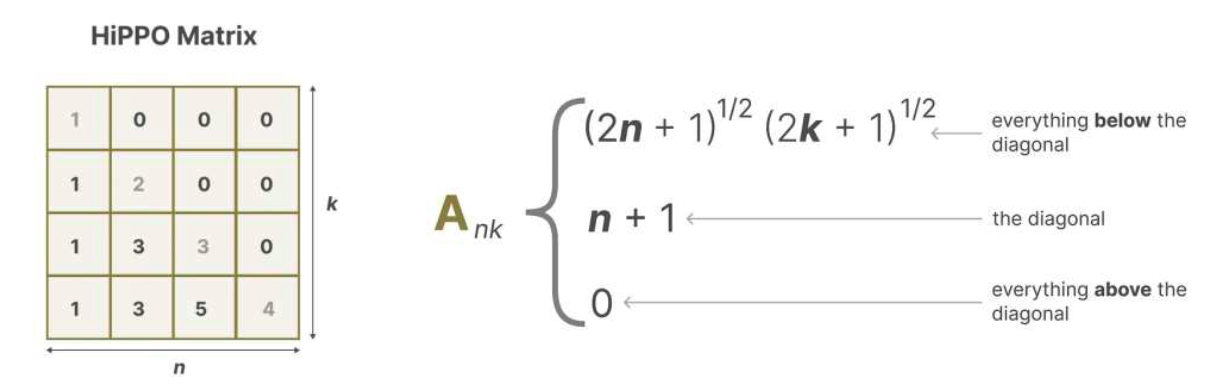 HiPPO Matrix
1 0 0 0
1 2 0 0
1 3 3 0
1 3 5 4
k
n
A nk
(2n + 1)^1/2 (2k + 1)^1/2
everything below the
diagonal
n + 1
the diagonal
0
everything above the
diagonal